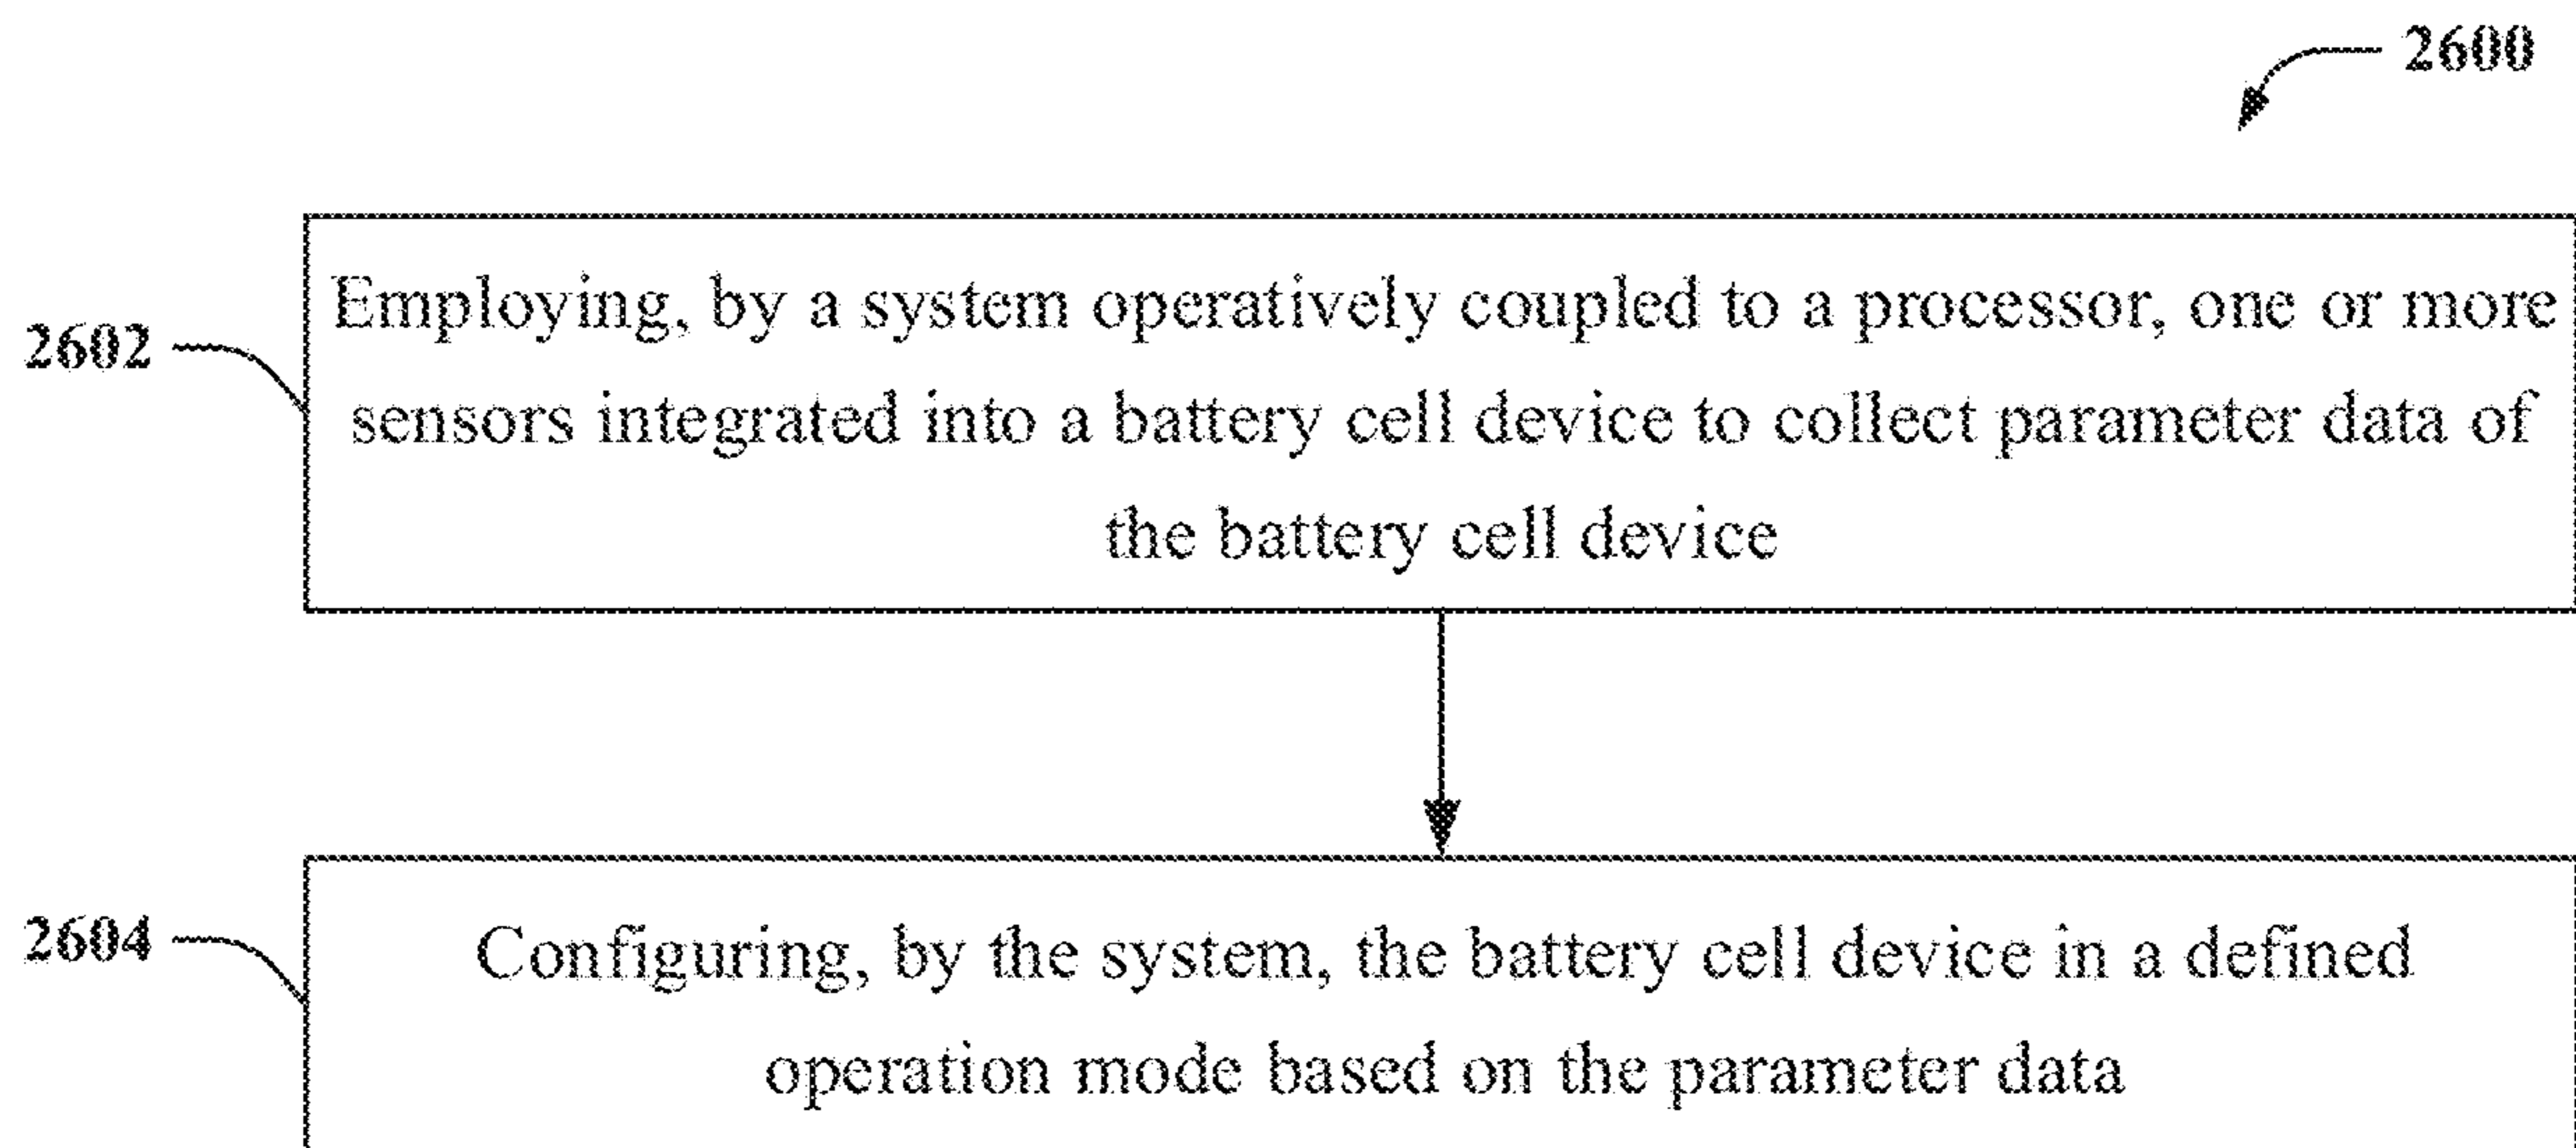 2600
2602
Employing, by a system operatively coupled to a processor, one or more
sensors integrated into a battery cell device to collect parameter data of
the battery cell device
2604
Configuring, by the system, the battery cell device in a defined
operation mode based on the parameter data